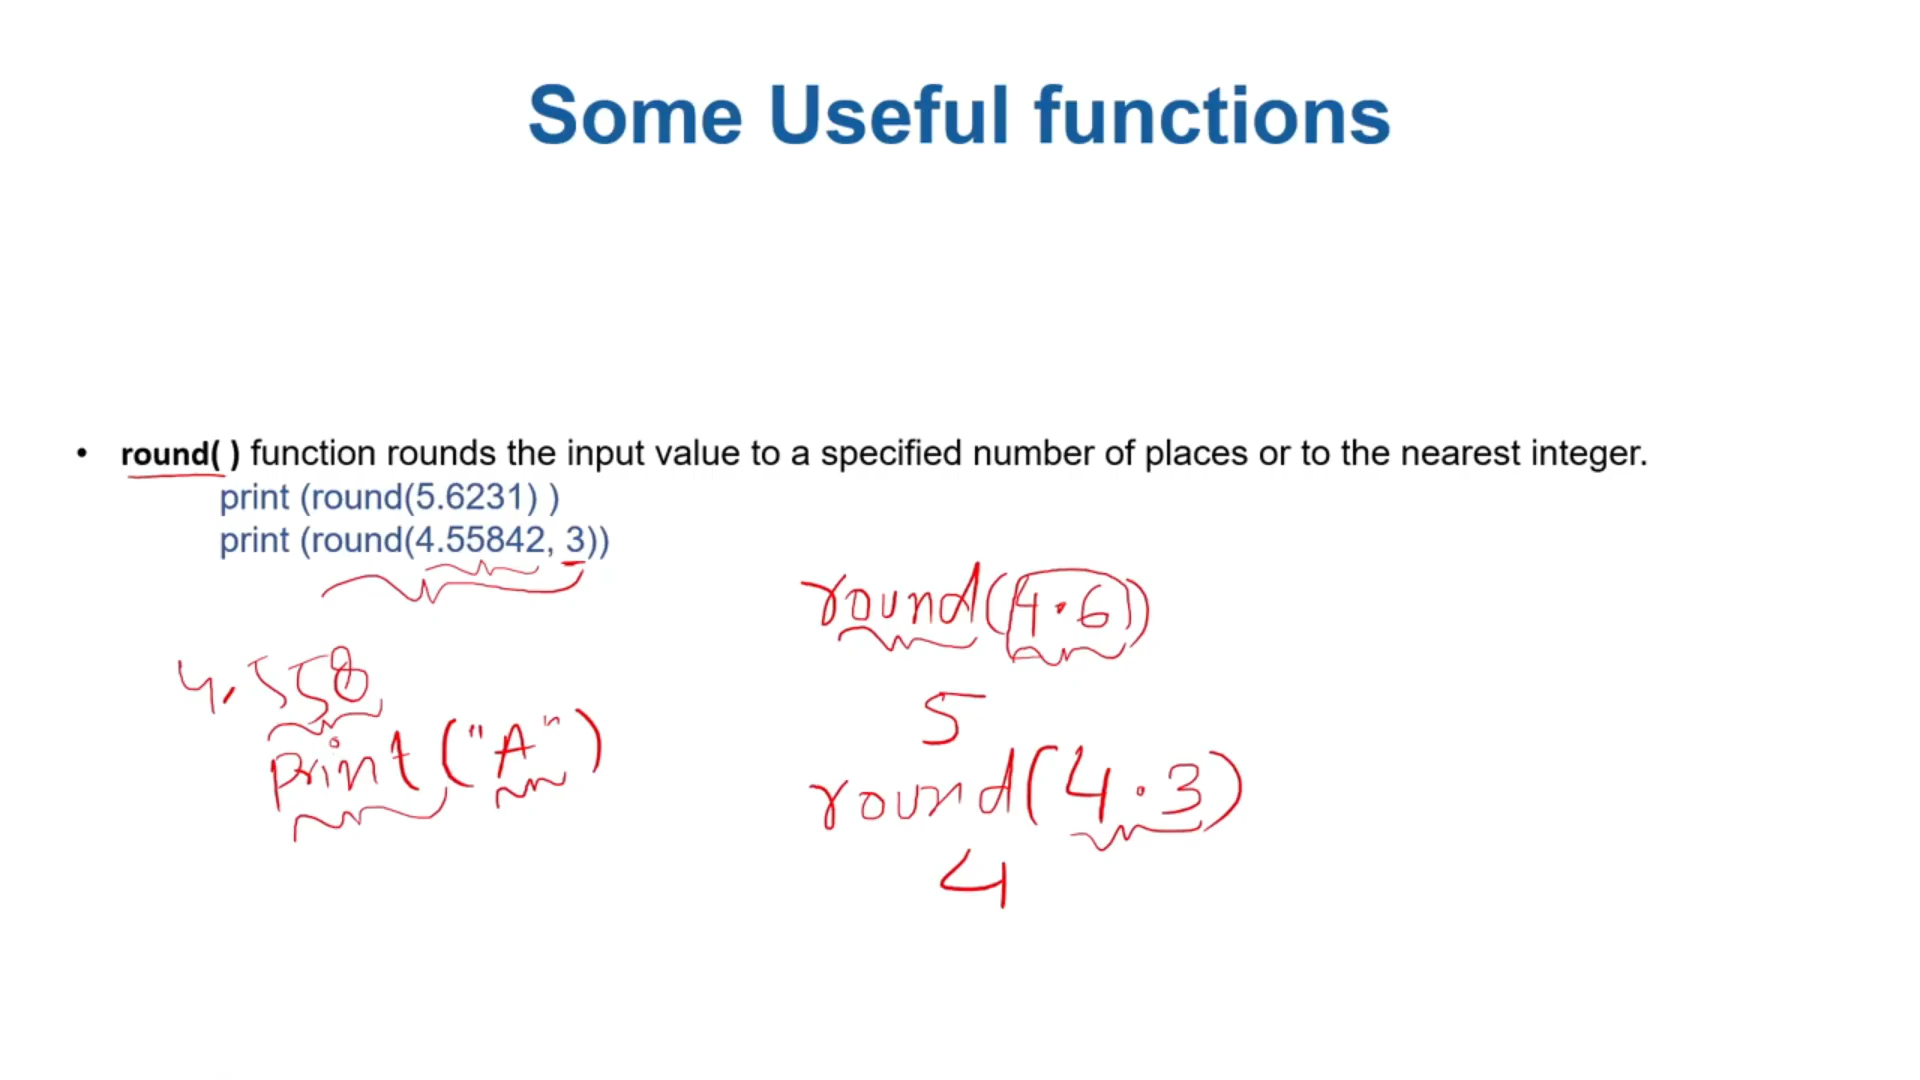 Some Useful functions
• round( ) function rounds the input value to a specified number of places or to the nearest integer.
print (round(5.6231) )
print (round(4.55842, 3))
round(4.6)
4.558
5
print("A")
round(4.3)
4